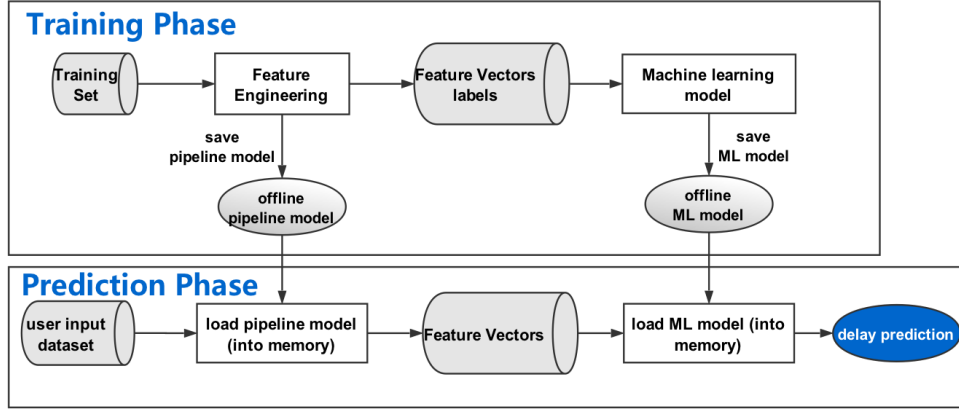 Training Phase
Training
Set
Feature
Engineering
Feature Vectors
labels
Machine learning
model
save
pipeline model
save
ML model
offline
pipeline model
offline
ML model
Prediction Phase
user input
dataset
load pipeline model
(into memory)
Feature Vectors
load ML model (into
memory)
delay prediction